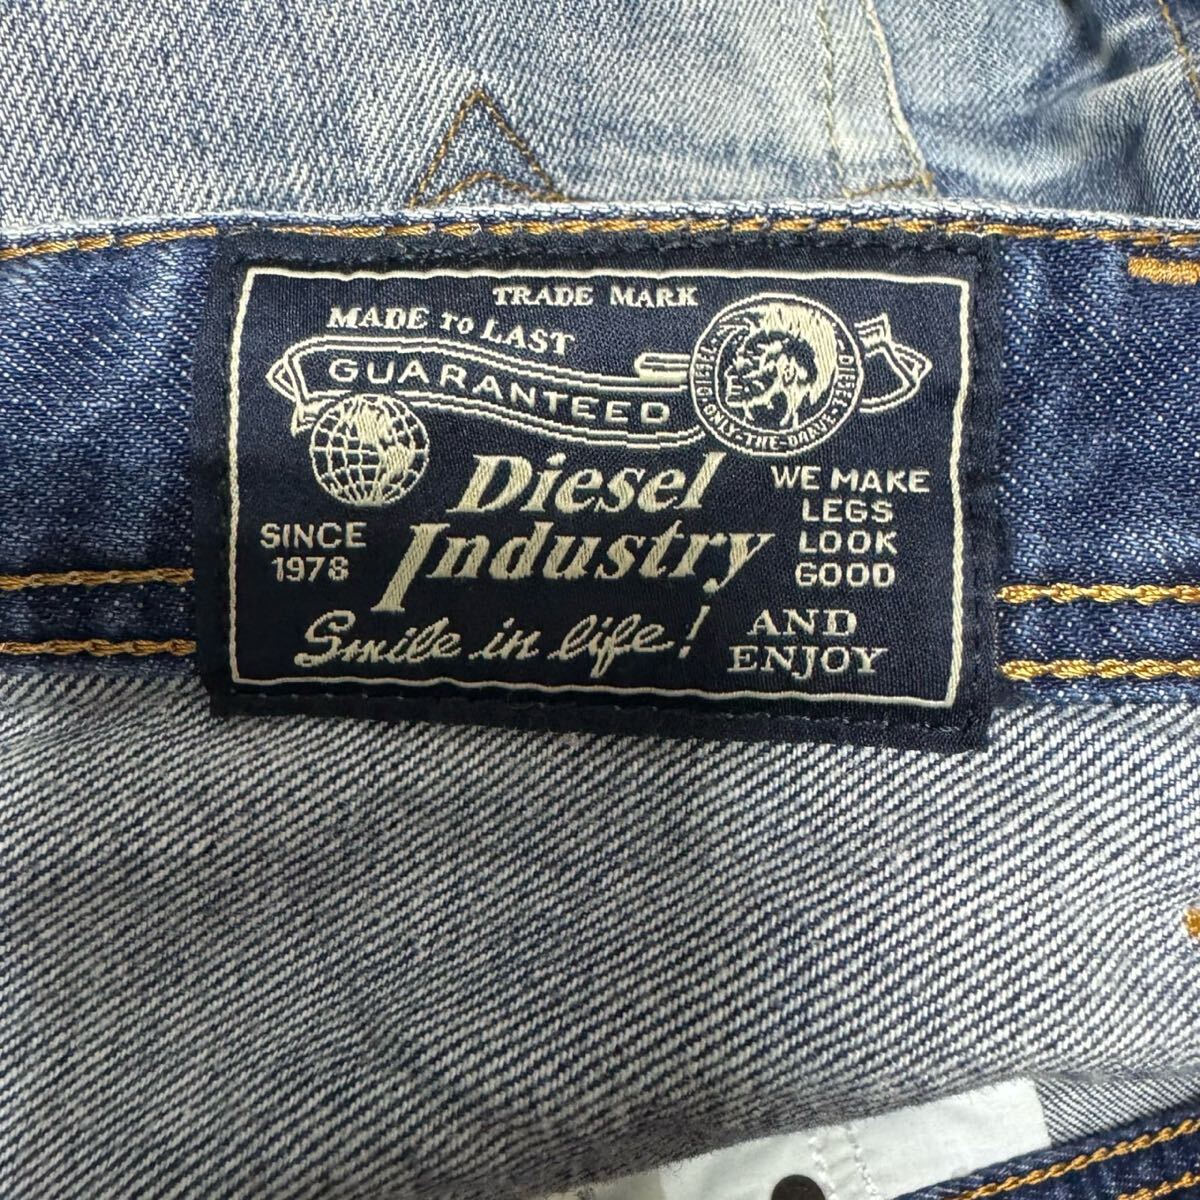 TRADE MARK
MADE TO LAST
GUARANTEED
DIESEL DIESEL
ONLY-THE-BRAVE
Diesel
Industry
SINCE
1978
WE MAKE
LEGS
LOOK
GOOD
Smile in life!
AND
ENJOY